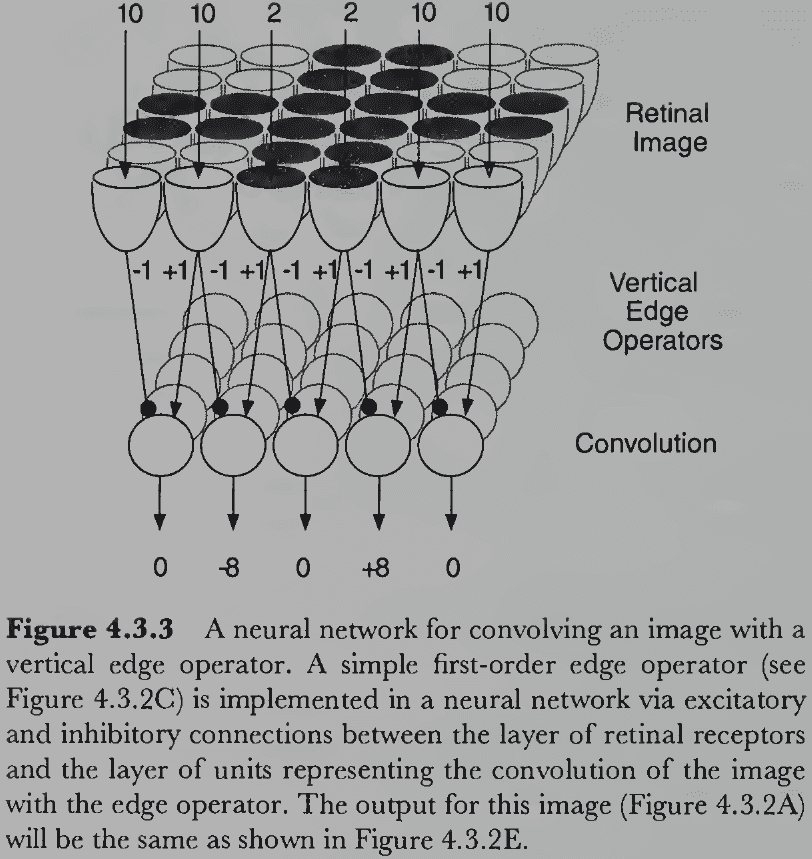 10 10 2 2 10 10
Retinal
Image
-1 +1 -1 +1 -1 +1 -1 +1 -1 +1
Vertical
Edge
Operators
Convolution
0 -8 0 +8 0
Figure 4.3.3 A neural network for convolving an image with a
vertical edge operator. A simple first-order edge operator (see
Figure 4.3.2C) is implemented in a neural network via excitatory
and inhibitory connections between the layer of retinal receptors
and the layer of units representing the convolution of the image
with the edge operator. The output for this image (Figure 4.3.2A)
will be the same as shown in Figure 4.3.2E.